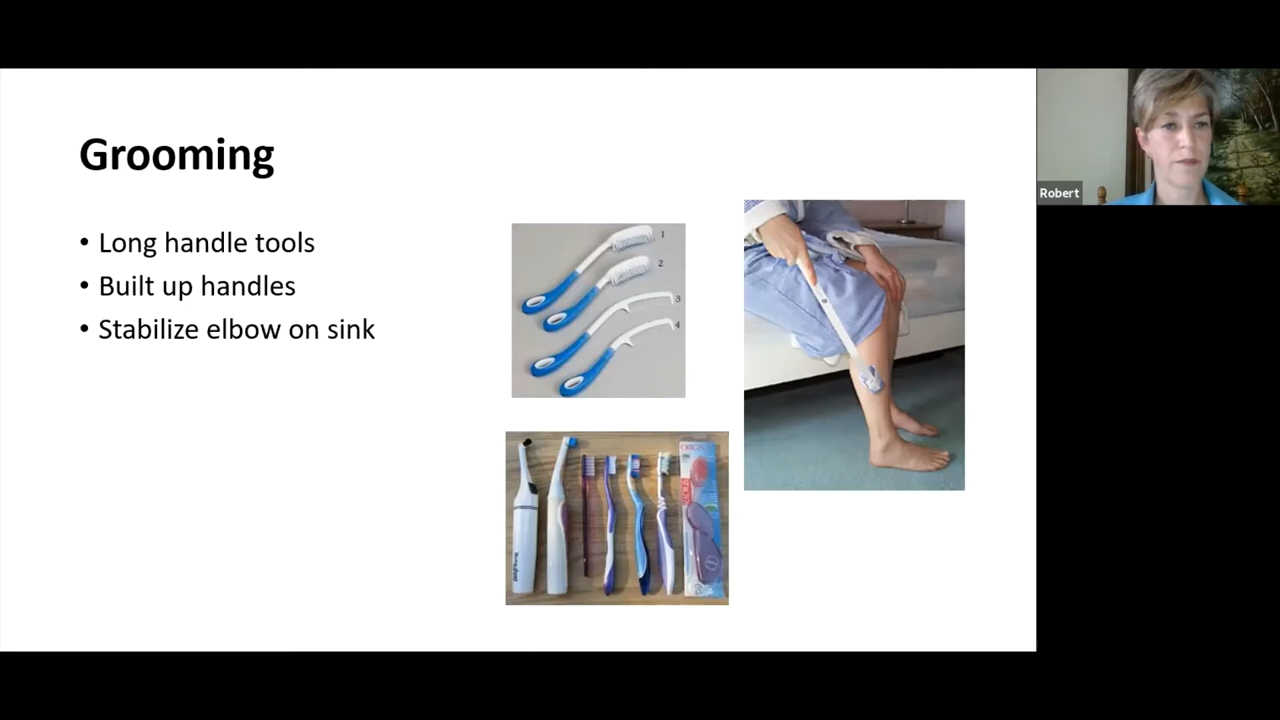 Grooming
• Long handle tools
• Built up handles
• Stabilize elbow on sink
1
2
3
4
Robert